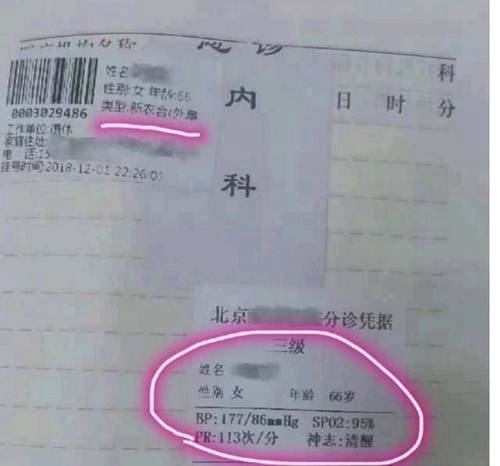 急诊
科
0003029486
姓名
性别:女 年龄:66
类型:新农合(外阜
内
日 时 分
工作单位:退休
家庭住址
电 话:15
挂号时间:2018-12-01 22:26:05
科
北京 分诊凭据
三级
姓名
性别 女 年龄 66岁
BP:177/86mmHg SPO2:95%
PR:113次/分 神志:清醒